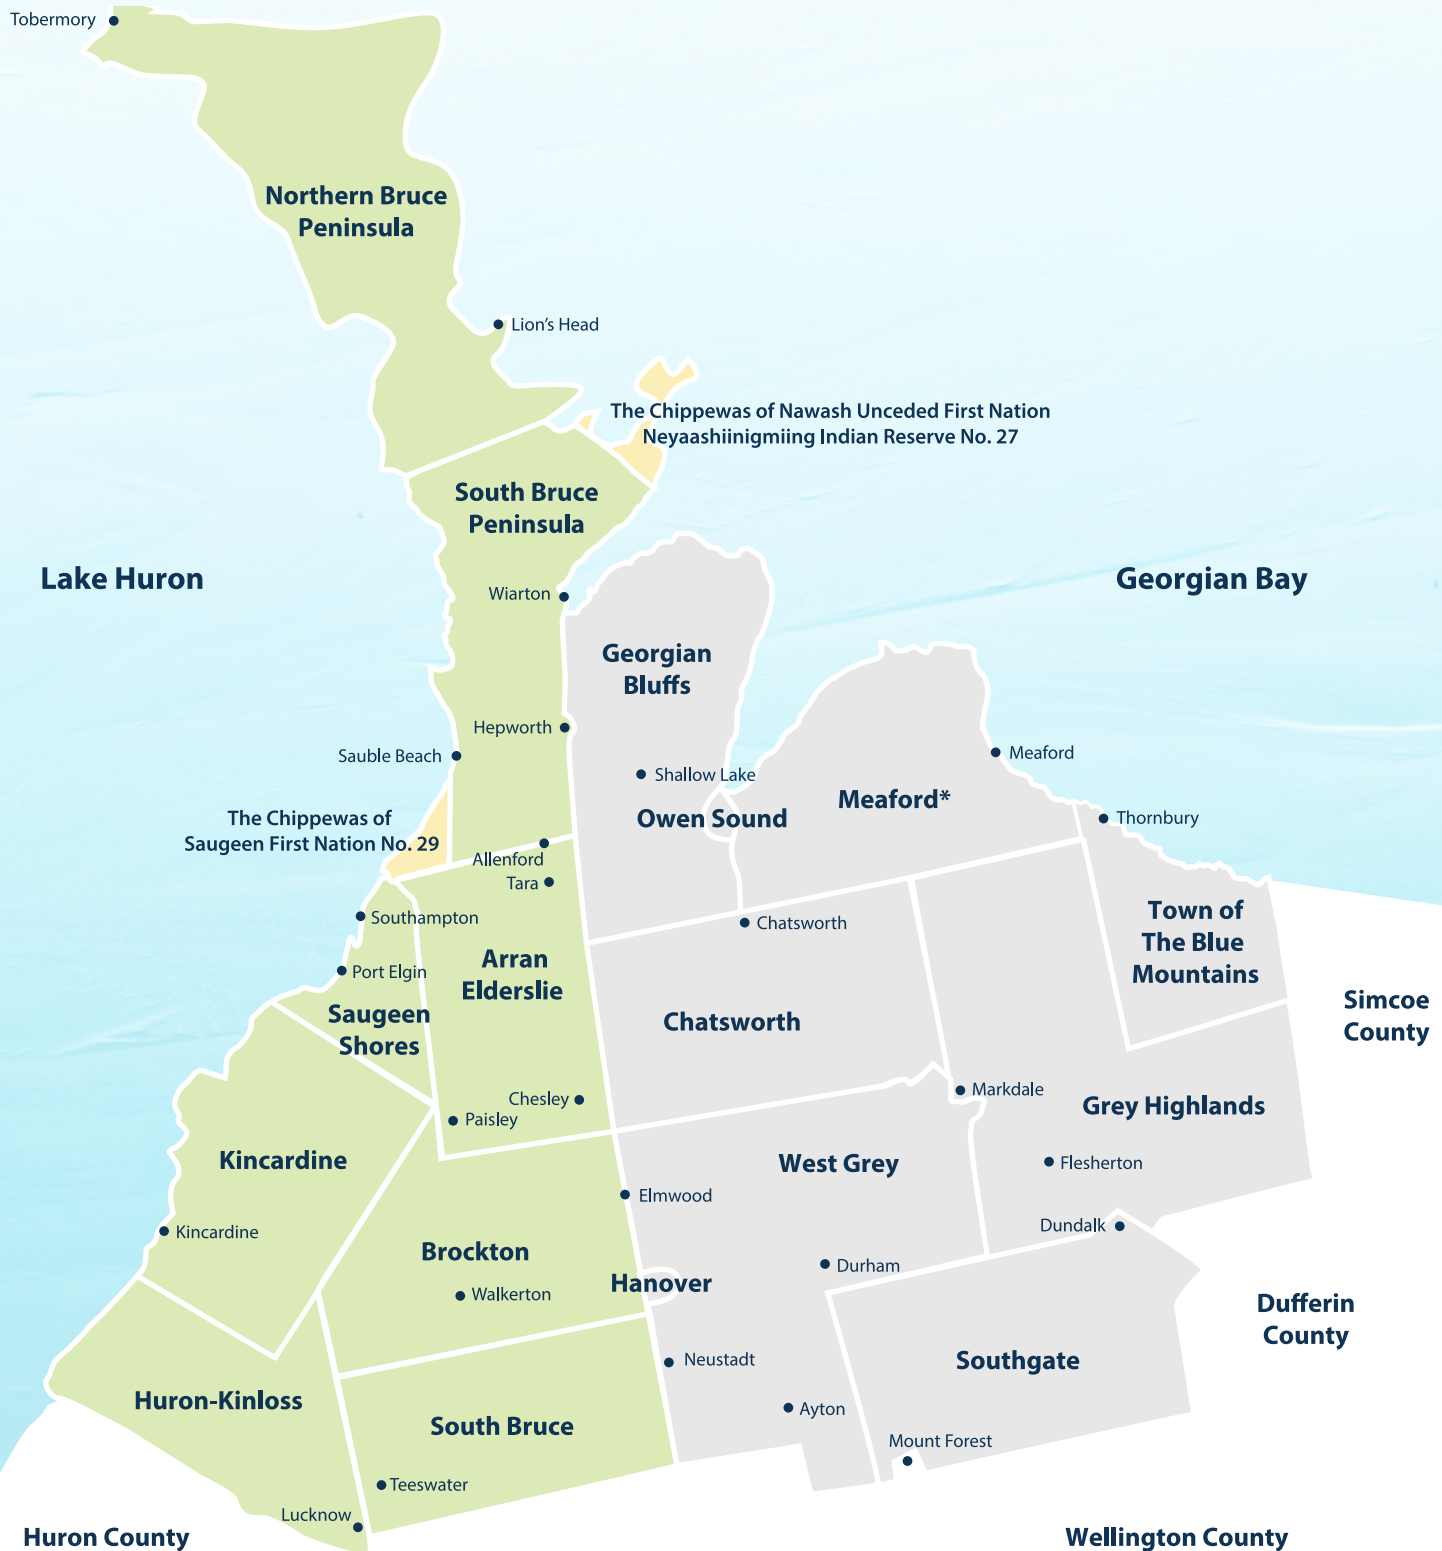 Tobermory
Northern Bruce
Peninsula
Lion's Head
The Chippewas of Nawash Unceded First Nation
Neyaashiinigmiing Indian Reserve No. 27
South Bruce
Peninsula
Lake Huron
Georgian Bay
Wiarton
Georgian
Bluffs
Hepworth
Sauble Beach
Shallow Lake
Meaford
Meaford*
Owen Sound
Thornbury
The Chippewas of
Saugeen First Nation No. 29
Allenford
Tara
Southampton
Chatsworth
Town of
The Blue
Mountains
Arran
Elderslie
Port Elgin
Saugeen
Shores
Chatsworth
Simcoe
County
Markdale
Grey Highlands
Chesley
Paisley
Kincardine
West Grey
Flesherton
Elmwood
Kincardine
Dundalk
Brockton
Durham
Hanover
Walkerton
Dufferin
County
Neustadt
Southgate
Huron-Kinloss
Ayton
South Bruce
Mount Forest
Teeswater
Lucknow
Huron County
Wellington County